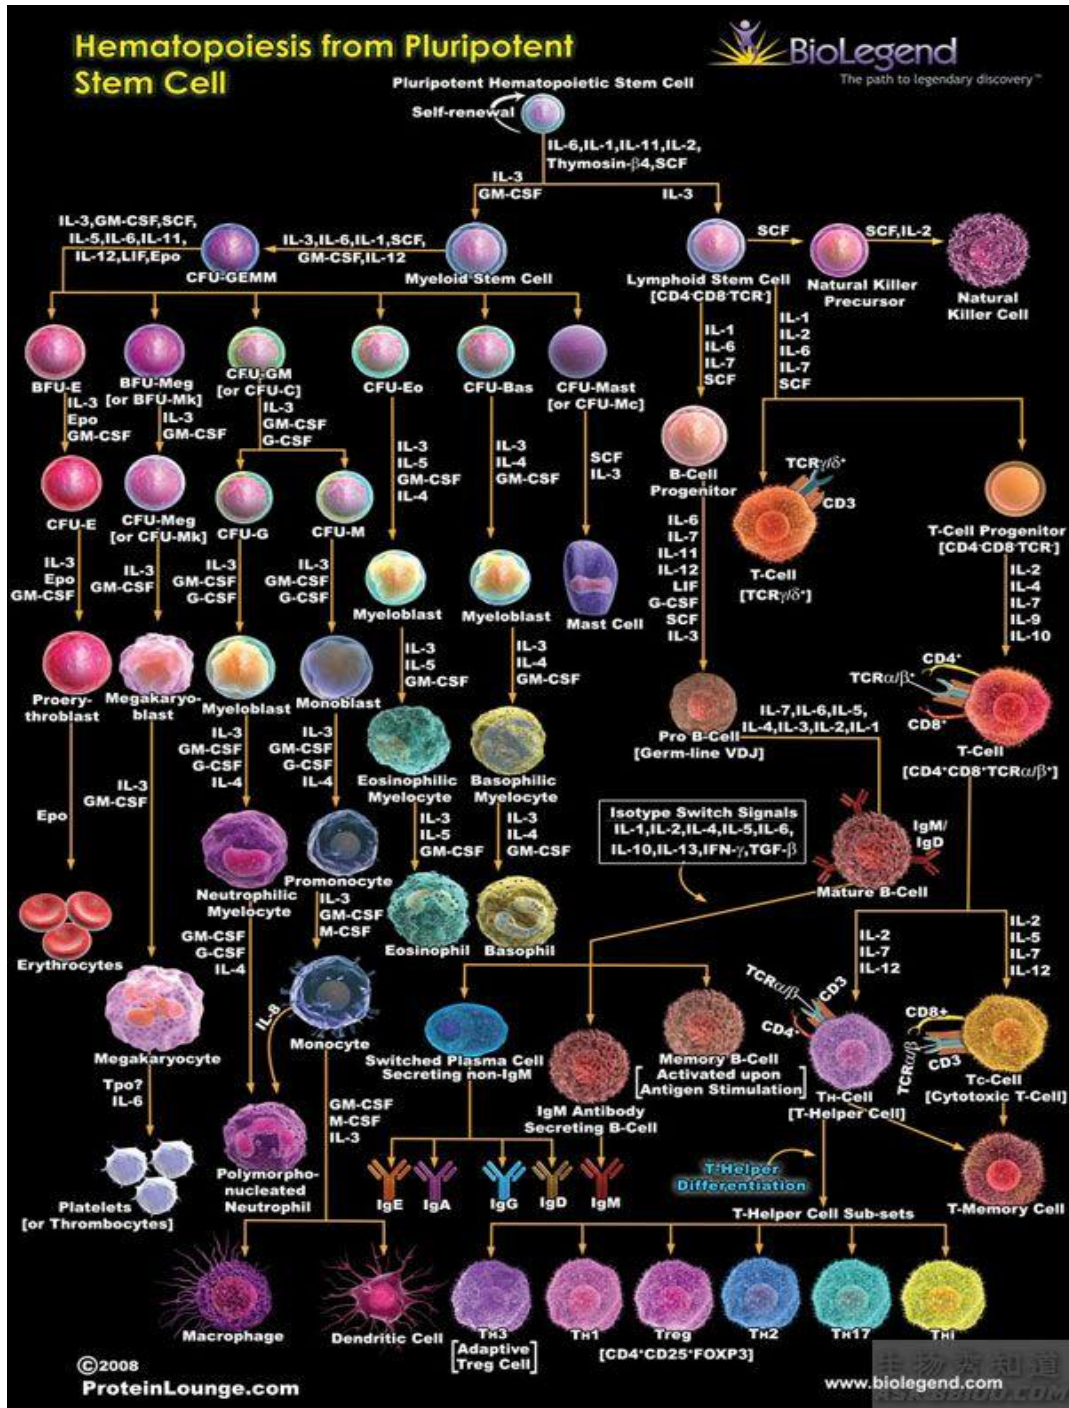 Hematopoiesis from Pluripotent
Stem Cell
BioLegend
The path to legendary discovery™
Pluripotent Hematopoietic Stem Cell
Self-renewal
IL-6,IL-1,IL-11,IL-2,
Thymosin-β4,SCF
IL-3
GM-CSF
IL-3
IL-3,GM-CSF,SCF,
IL-5,IL-6,IL-11,
IL-12,LIF,Epo
CFU-GEMM
IL-3,IL-6,IL-1,SCF,
GM-CSF,IL-12
Myeloid Stem Cell
SCF
SCF,IL-2
Lymphoid Stem Cell
[CD4-CD8-TCR-]
Natural Killer
Precursor
Natural
Killer Cell
IL-1
IL-6
IL-7
SCF
IL-1
IL-2
IL-6
IL-7
SCF
BFU-E
BFU-Meg
[or BFU-Mk]
CFU-GM
[or CFU-C]
CFU-Eo
CFU-Bas
CFU-Mast
[or CFU-Mc]
IL-3
Epo
GM-CSF
IL-3
GM-CSF
IL-3
GM-CSF
G-CSF
IL-3
IL-5
GM-CSF
IL-4
IL-3
IL-4
GM-CSF
SCF
IL-3
B-Cell
Progenitor
TCRγ/δ+
CD3
T-Cell
[TCRγ/δ+]
T-Cell Progenitor
[CD4-CD8-TCR-]
CFU-E
CFU-Meg
[or CFU-Mk]
CFU-G
CFU-M
IL-3
Epo
GM-CSF
IL-3
GM-CSF
IL-3
GM-CSF
G-CSF
IL-3
GM-CSF
G-CSF
Myeloblast
Myeloblast
Mast Cell
IL-6
IL-7
IL-11
IL-12
LIF
G-CSF
SCF
IL-3
IL-2
IL-4
IL-7
IL-9
IL-10
Proery-
throblast
Megakaryo-
blast
Myeloblast
Monoblast
IL-3
IL-5
GM-CSF
IL-3
IL-4
GM-CSF
CD4+
TCRα/β+
CD8+
T-Cell
[CD4+CD8+TCRα/β+]
Pro B-Cell
[Germ-line VDJ]
IL-7,IL-6,IL-5,
IL-4,IL-3,IL-2,IL-1
Epo
IL-3
GM-CSF
IL-3
GM-CSF
G-CSF
IL-4
IL-3
GM-CSF
G-CSF
IL-4
Eosinophilic
Myelocyte
Basophilic
Myelocyte
IL-3
IL-5
GM-CSF
IL-3
IL-4
GM-CSF
Isotype Switch Signals
IL-1,IL-2,IL-4,IL-5,IL-6,
IL-10,IL-13,IFN-γ,TGF-β
IgM/
IgD
Mature B-Cell
Neutrophilic
Myelocyte
Promonocyte
IL-3
GM-CSF
M-CSF
Eosinophil
Basophil
Erythrocytes
GM-CSF
G-CSF
IL-4
IL-2
IL-7
IL-12
IL-2
IL-5
IL-7
IL-12
Megakaryocyte
IL-8
Monocyte
Switched Plasma Cell
Secreting non-IgM
IgM Antibody
Secreting B-Cell
Memory B-Cell
[Activated upon
Antigen Stimulation]
TCRα/β
CD3
CD4+
TH-Cell
[T-Helper Cell]
CD8+
TCRα/β
CD3
Tc-Cell
[Cytotoxic T-Cell]
Tpo?
IL-6
GM-CSF
M-CSF
IL-3
Platelets
[or Thrombocytes]
Polymorpho-
nucleated
Neutrophil
IgE
IgA
IgG
IgD
IgM
T-Helper
Differentiation
T-Helper Cell Sub-sets
T-Memory Cell
Macrophage
Dendritic Cell
TH3
[Adaptive
Treg Cell]
TH1
Treg
TH2
TH17
THi
[CD4+CD25+FOXP3]
©2008
ProteinLounge.com
www.biolegend.com